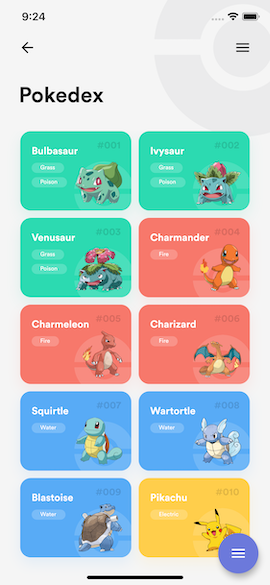 9:24
Pokedex
#001
Bulbasaur
Grass
Poison
#002
Ivysaur
Grass
Poison
#003
Venusaur
Grass
Poison
#004
Charmander
Fire
#005
Charmeleon
Fire
#006
Charizard
Fire
#007
Squirtle
Water
#008
Wartortle
Water
#009
Blastoise
Water
#010
Pikachu
Electric